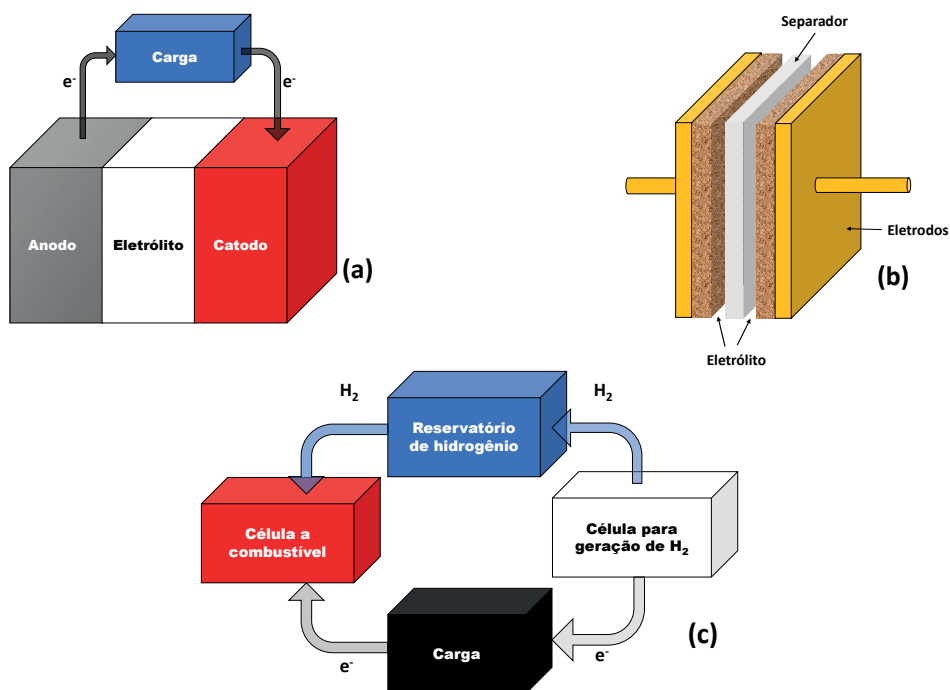 Carga
e-
e-
Anodo
Eletrólito
Catodo
(a)
Separador
Eletrodos
(b)
Eletrólito
H2
H2
Reservatório
de hidrogênio
Célula a
combustível
Célula para
geração de H2
Carga
e-
e-
(c)